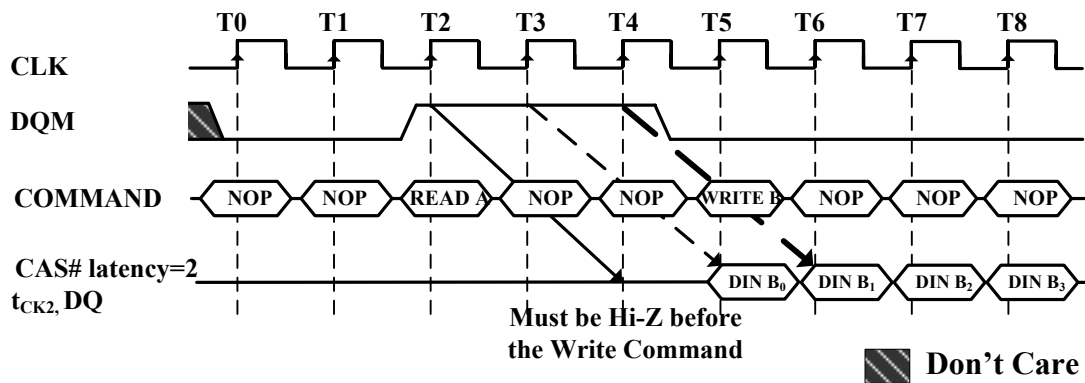 T0 T1 T2 T3 T4 T5 T6 T7 T8
CLK
DQM
COMMAND NOP NOP READ A NOP NOP WRITE B NOP NOP NOP
CAS# latency=2
tCK2, DQ DIN B0 DIN B1 DIN B2 DIN B3
Must be Hi-Z before
the Write Command
Don't Care